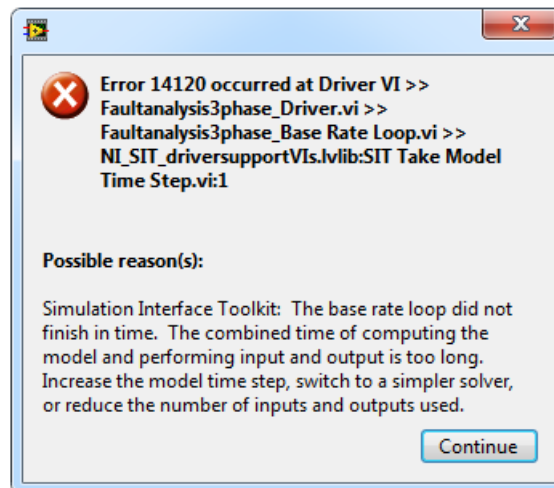 Error 14120 occurred at Driver VI >>
Faultanalysis3phase_Driver.vi >>
Faultanalysis3phase_Base Rate Loop.vi >>
NI_SIT_driversupportVIs.lvlib:SIT Take Model
Time Step.vi:1
Possible reason(s):
Simulation Interface Toolkit:  The base rate loop did not
finish in time.  The combined time of computing the
model and performing input and output is too long.
Increase the model time step, switch to a simpler solver,
or reduce the number of inputs and outputs used.
Continue